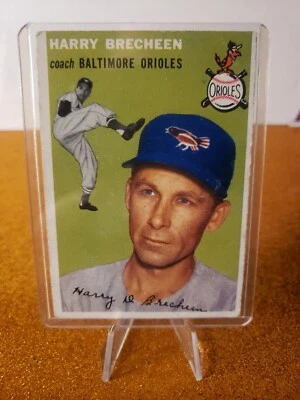 HARRY BRECHEEN
coach BALTIMORE ORIOLES
ORIOLES
Harry D Brecheen